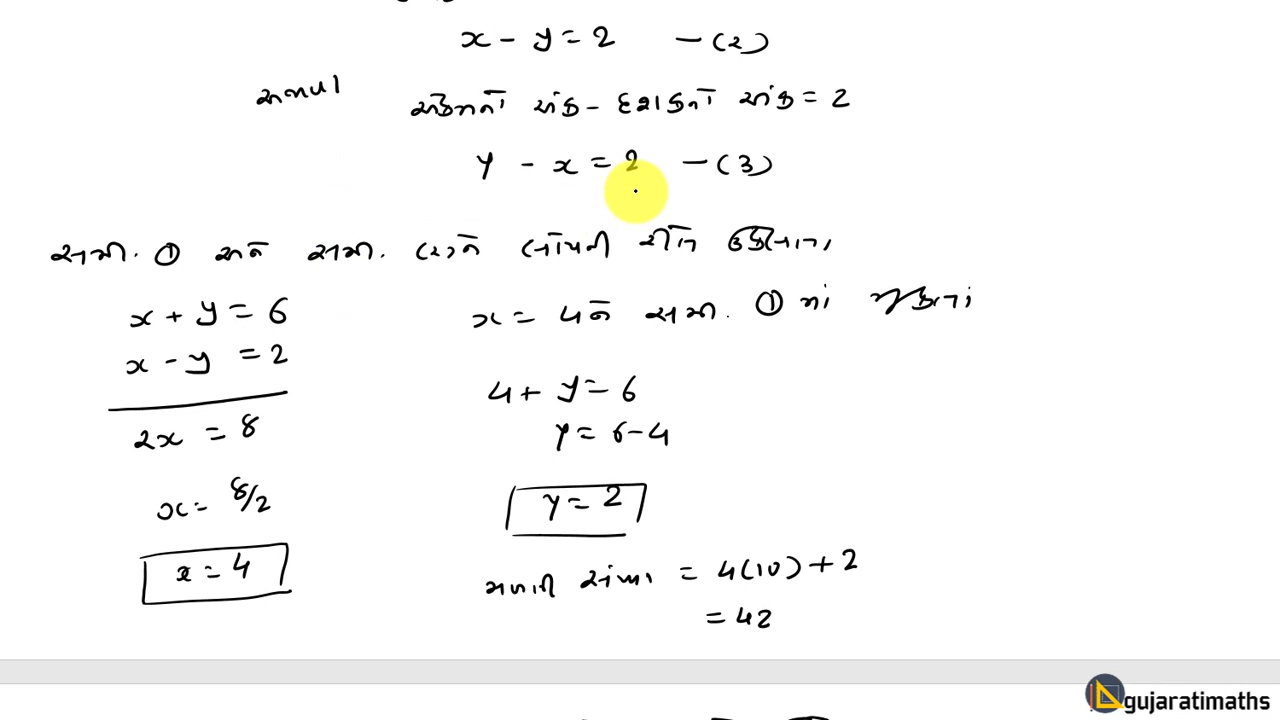 x - y = 2 — (2)
અથવા
એકમનો અંક - દશકનો અંક = 2
y - x = 2 — (3)
સમી. ① અને સમી. (2)ને લોપની રીતે ઉકેલતા,
x + y = 6
x - y = 2
2x = 8
x = 8/2
x = 4
x = 4ને સમી. ① માં મૂકતાં
4 + y = 6
y = 6-4
y = 2
મળતી સંખ્યા = 4(10) + 2
= 42
gujaratimaths